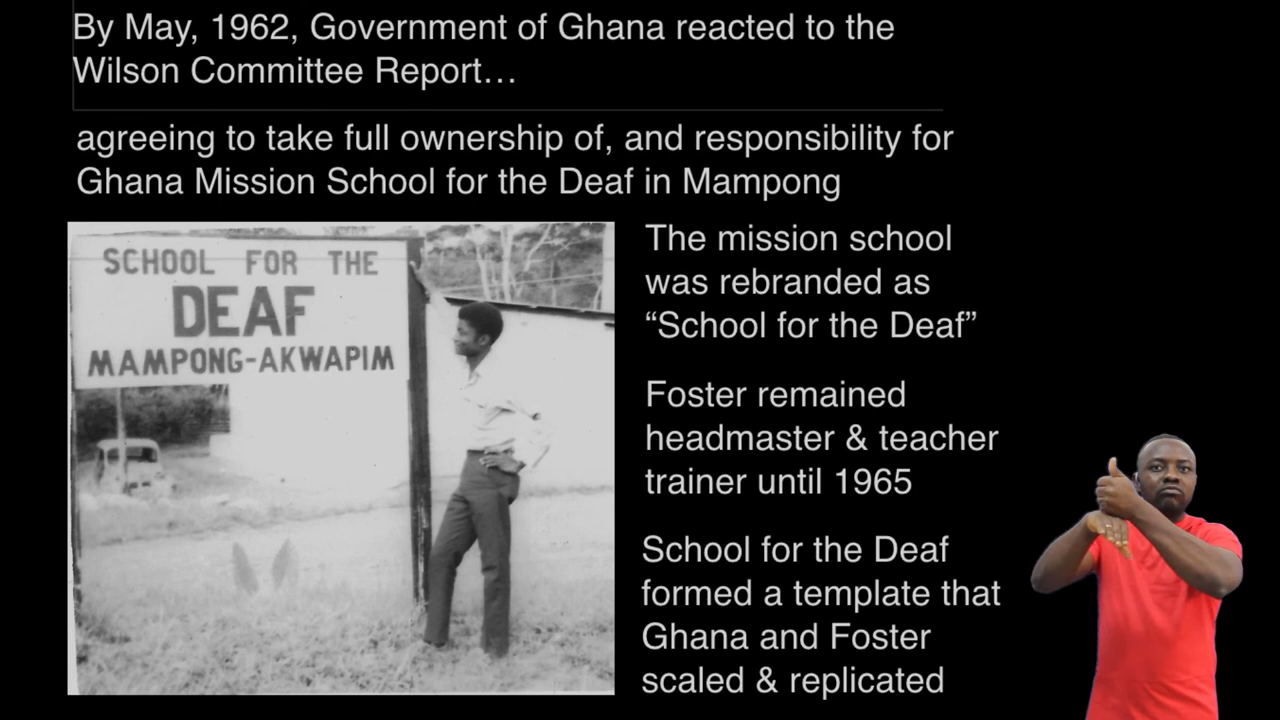 By May, 1962, Government of Ghana reacted to the
Wilson Committee Report…
agreeing to take full ownership of, and responsibility for
Ghana Mission School for the Deaf in Mampong
SCHOOL FOR THE
DEAF
MAMPONG-AKWAPIM
The mission school
was rebranded as
“School for the Deaf”
Foster remained
headmaster & teacher
trainer until 1965
School for the Deaf
formed a template that
Ghana and Foster
scaled & replicated